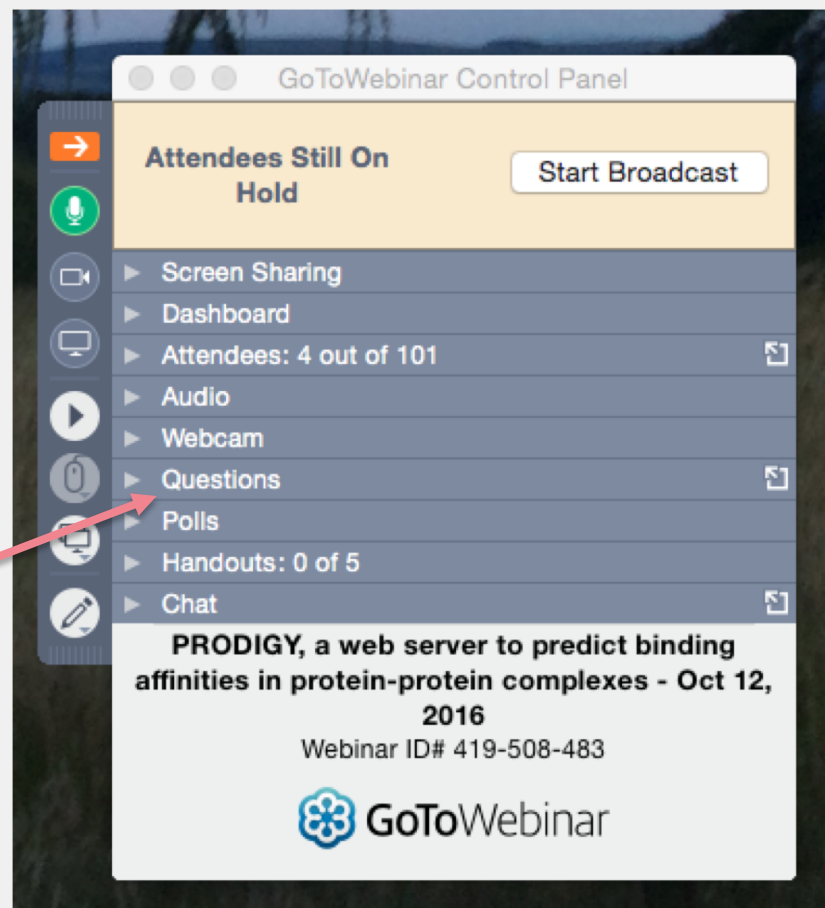 GoToWebinar Control Panel
Attendees Still On
Hold
Start Broadcast
Screen Sharing
Dashboard
Attendees: 4 out of 101
Audio
Webcam
Questions
Polls
Handouts: 0 of 5
Chat
PRODIGY, a web server to predict binding
affinities in protein-protein complexes - Oct 12,
2016
Webinar ID# 419-508-483
GoToWebinar